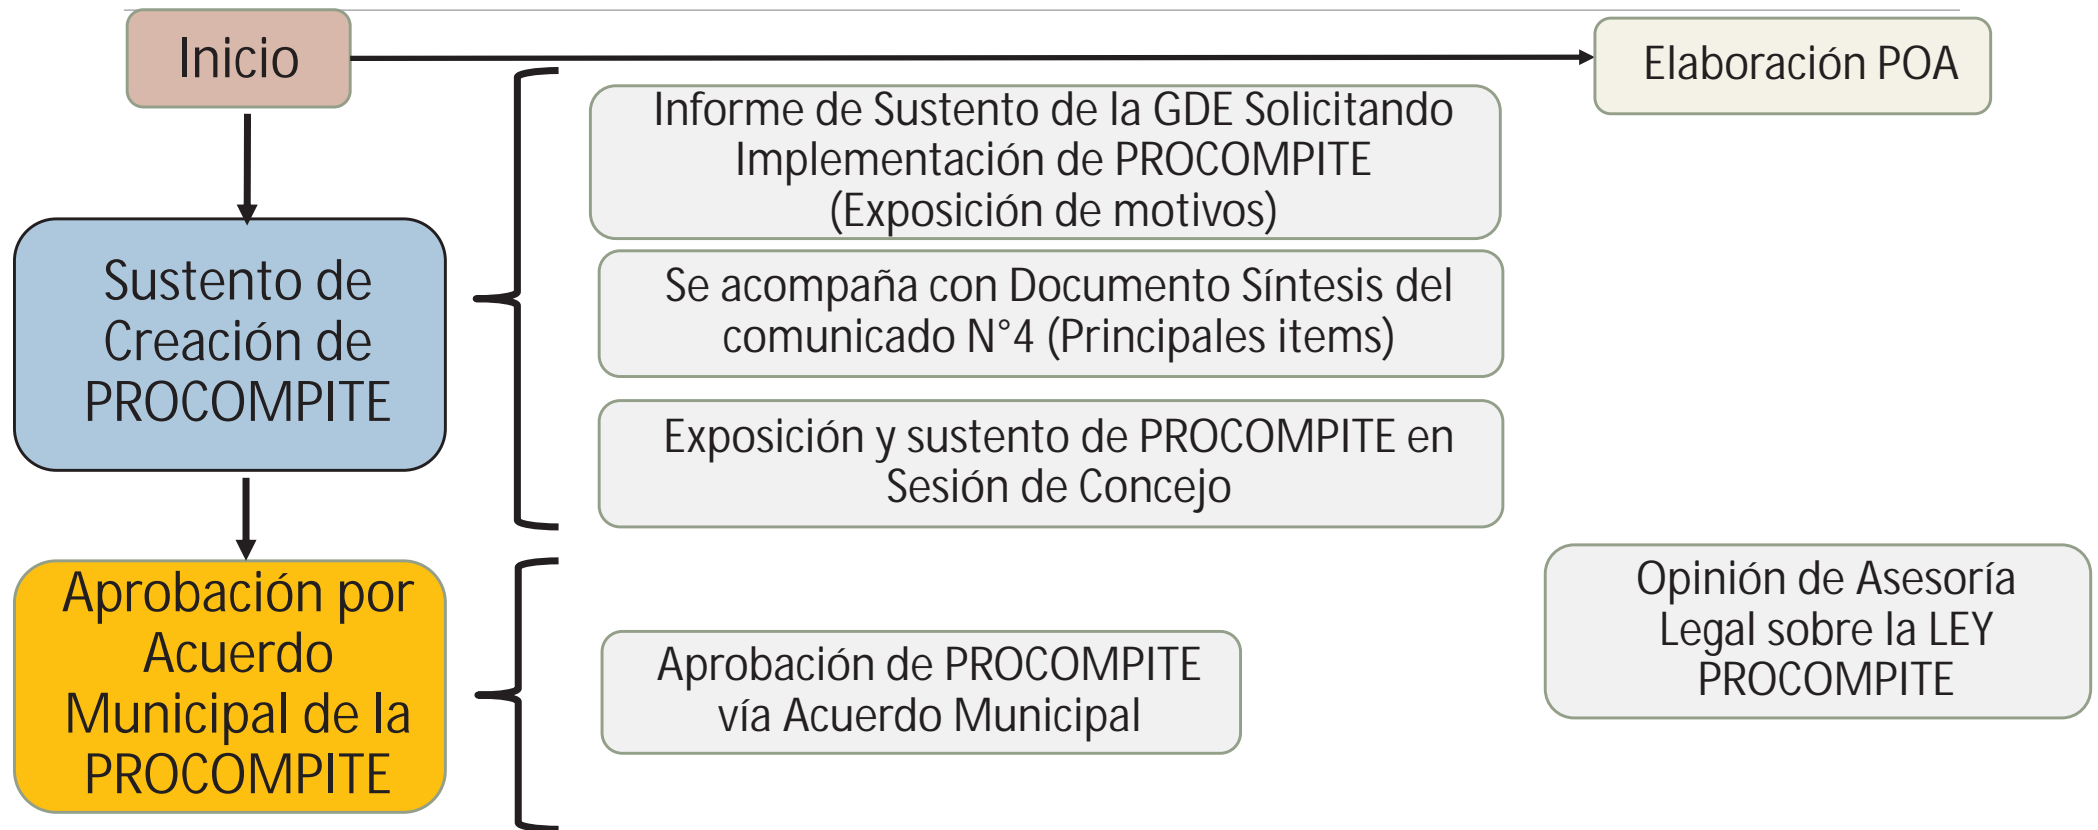 Inicio
Elaboración POA
Informe de Sustento de la GDE Solicitando
Implementación de PROCOMPITE
(Exposición de motivos)
Sustento de
Creación de
PROCOMPITE
Se acompaña con Documento Síntesis del
comunicado N°4 (Principales items)
Exposición y sustento de PROCOMPITE en
Sesión de Concejo
Aprobación por
Acuerdo
Municipal de la
PROCOMPITE
Aprobación de PROCOMPITE
vía Acuerdo Municipal
Opinión de Asesoría
Legal sobre la LEY
PROCOMPITE